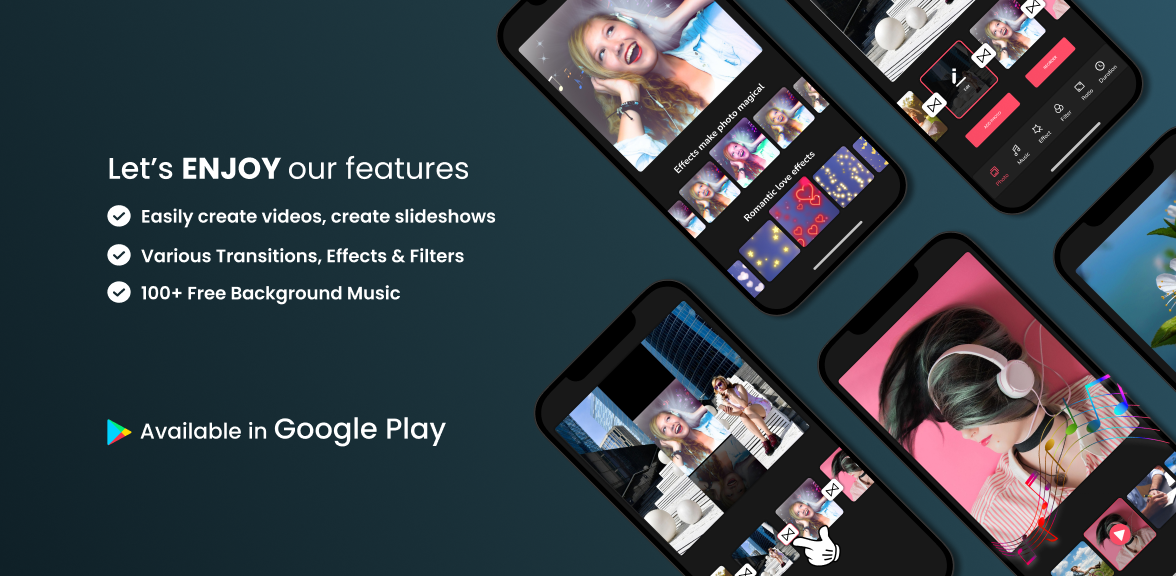 Let's ENJOY our features
Easily create videos, create slideshows
Various Transitions, Effects & Filters
100+ Free Background Music
Available in Google Play
Effects make photo magical
Romantic love effects
Photo
Music
Effect
Filter
Ratio
Duration